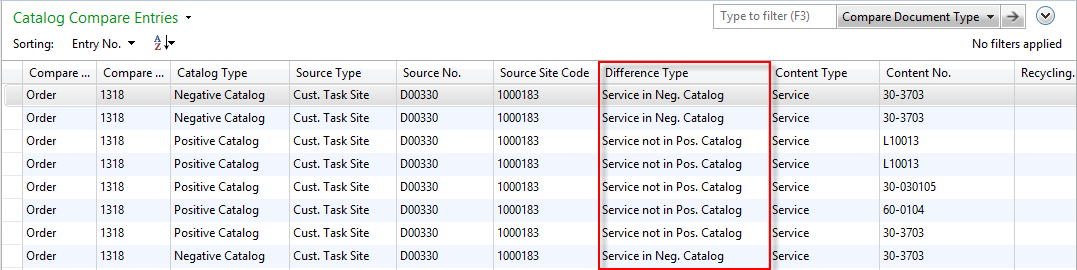 Catalog Compare Entries
Type to filter (F3) Compare Document Type
Sorting: Entry No. A Z No filters applied
Compare ... Compare ... Catalog Type Source Type Source No. Source Site Code Difference Type Content Type Content No. Recycling.
Order 1318 Negative Catalog Cust. Task Site D00330 1000183 Service in Neg. Catalog Service 30-3703
Order 1318 Negative Catalog Cust. Task Site D00330 1000183 Service in Neg. Catalog Service 30-3703
Order 1318 Positive Catalog Cust. Task Site D00330 1000183 Service not in Pos. Catalog Service L10013
Order 1318 Positive Catalog Cust. Task Site D00330 1000183 Service not in Pos. Catalog Service L10013
Order 1318 Positive Catalog Cust. Task Site D00330 1000183 Service not in Pos. Catalog Service 30-030105
Order 1318 Positive Catalog Cust. Task Site D00330 1000183 Service not in Pos. Catalog Service 60-0104
Order 1318 Positive Catalog Cust. Task Site D00330 1000183 Service not in Pos. Catalog Service 30-3703
Order 1318 Negative Catalog Cust. Task Site D00330 1000183 Service in Neg. Catalog Service 30-3703